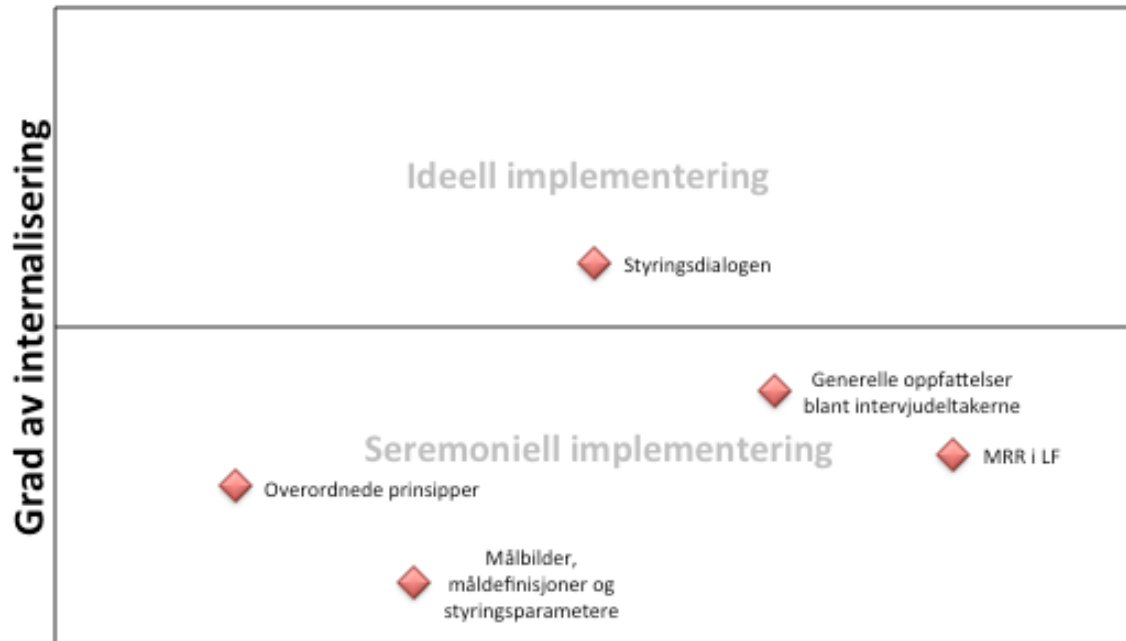 Grad av internalisering
Ideell implementering
Styringsdialogen
Generelle oppfattelser
blant intervjudeltakerne
Seremoniell implementering
MRR i LF
Overordnede prinsipper
Målbilder,
måldefinisjoner og
styringsparametere